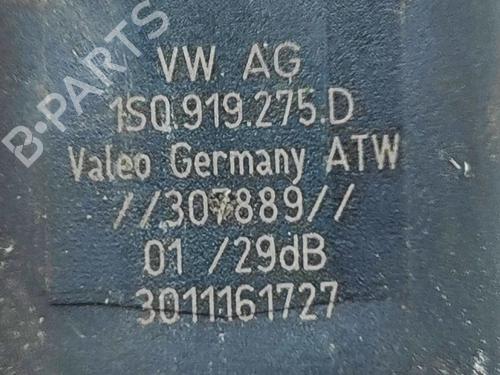 VW. AG
1SQ.919.275.D
Valeo Germany ATW
//307889//
01 /29dB
3011161727
B-PARTS